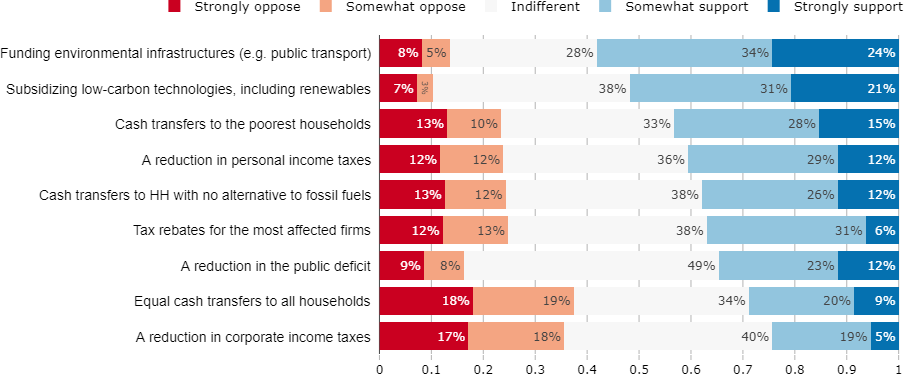 Strongly oppose Somewhat oppose Indifferent Somewhat support Strongly support
Funding environmental infrastructures (e.g. public transport) 8% 5% 28% 34% 24%
Subsidizing low-carbon technologies, including renewables 7% 3% 38% 31% 21%
Cash transfers to the poorest households 13% 10% 33% 28% 15%
A reduction in personal income taxes 12% 12% 36% 29% 12%
Cash transfers to HH with no alternative to fossil fuels 13% 12% 38% 26% 12%
Tax rebates for the most affected firms 12% 13% 38% 31% 6%
A reduction in the public deficit 9% 8% 49% 23% 12%
Equal cash transfers to all households 18% 19% 34% 20% 9%
A reduction in corporate income taxes 17% 18% 40% 19% 5%
0 0.1 0.2 0.3 0.4 0.5 0.6 0.7 0.8 0.9 1